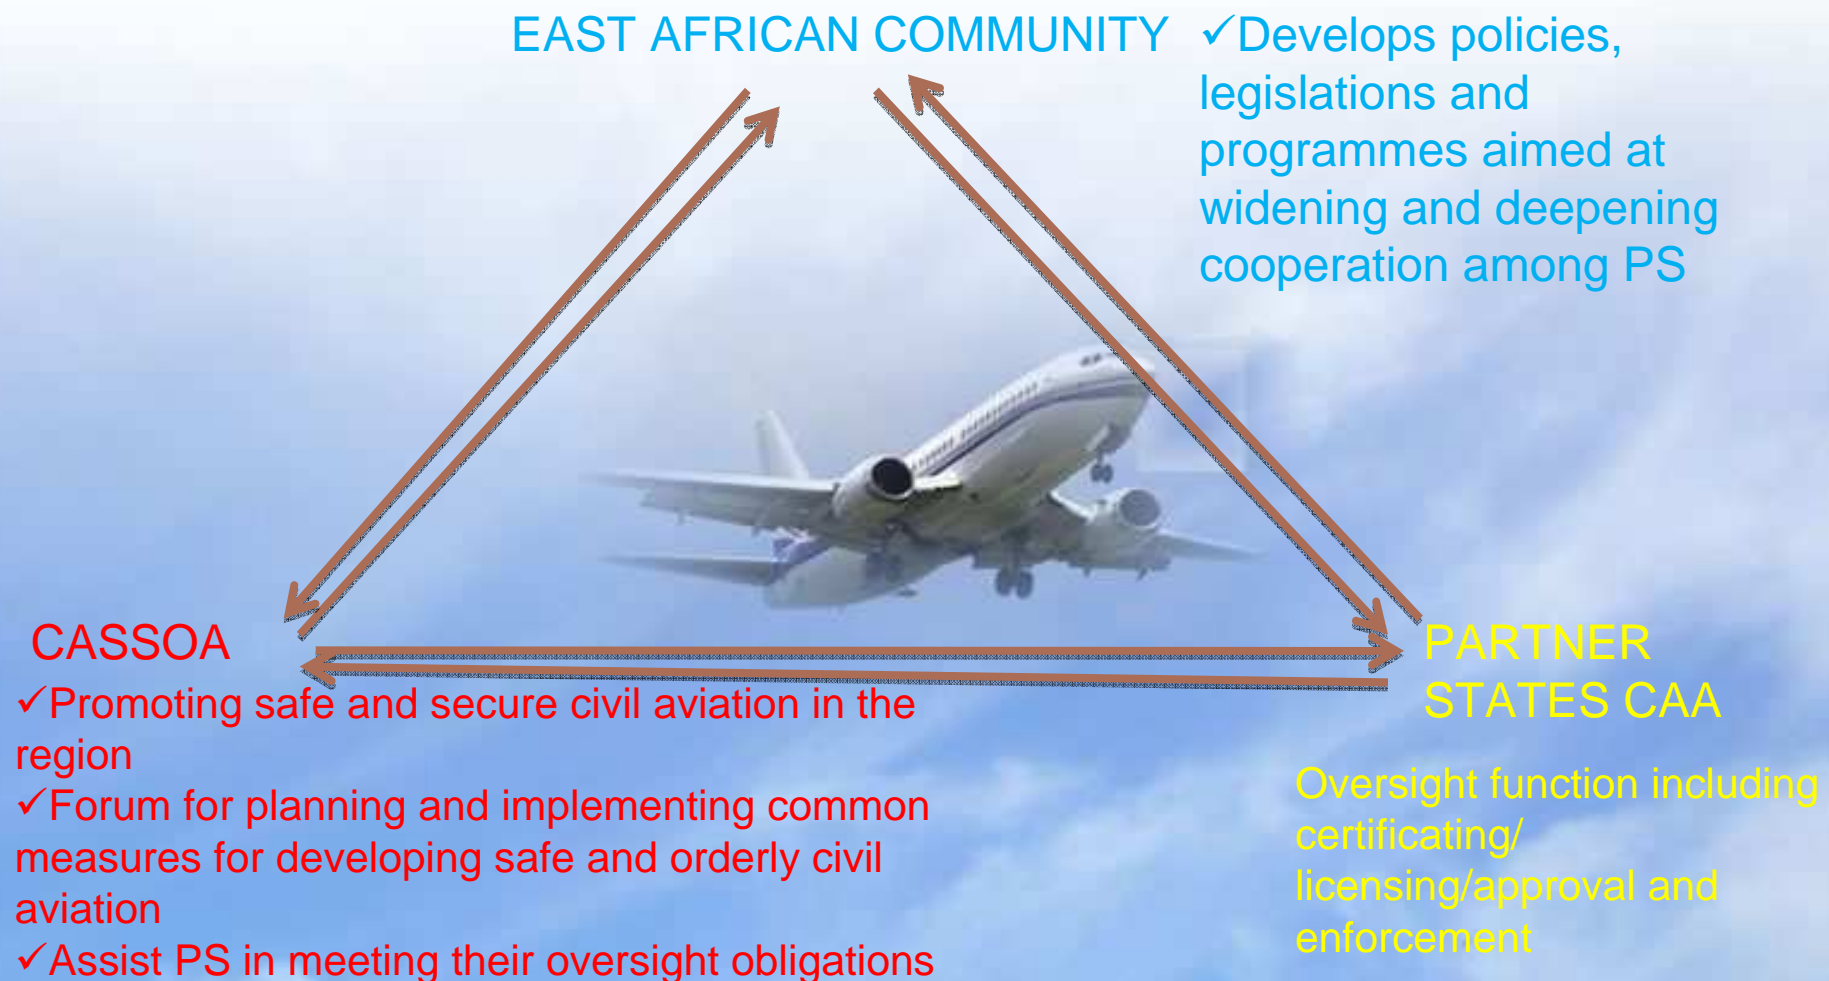 EAST AFRICAN COMMUNITY
✓Develops policies,
legislations and
programmes aimed at
widening and deepening
cooperation among PS
CASSOA
✓Promoting safe and secure civil aviation in the
region
✓Forum for planning and implementing common
measures for developing safe and orderly civil
aviation
✓Assist PS in meeting their oversight obligations
PARTNER
STATES CAA
Oversight function including
certificating/
licensing/approval and
enforcement